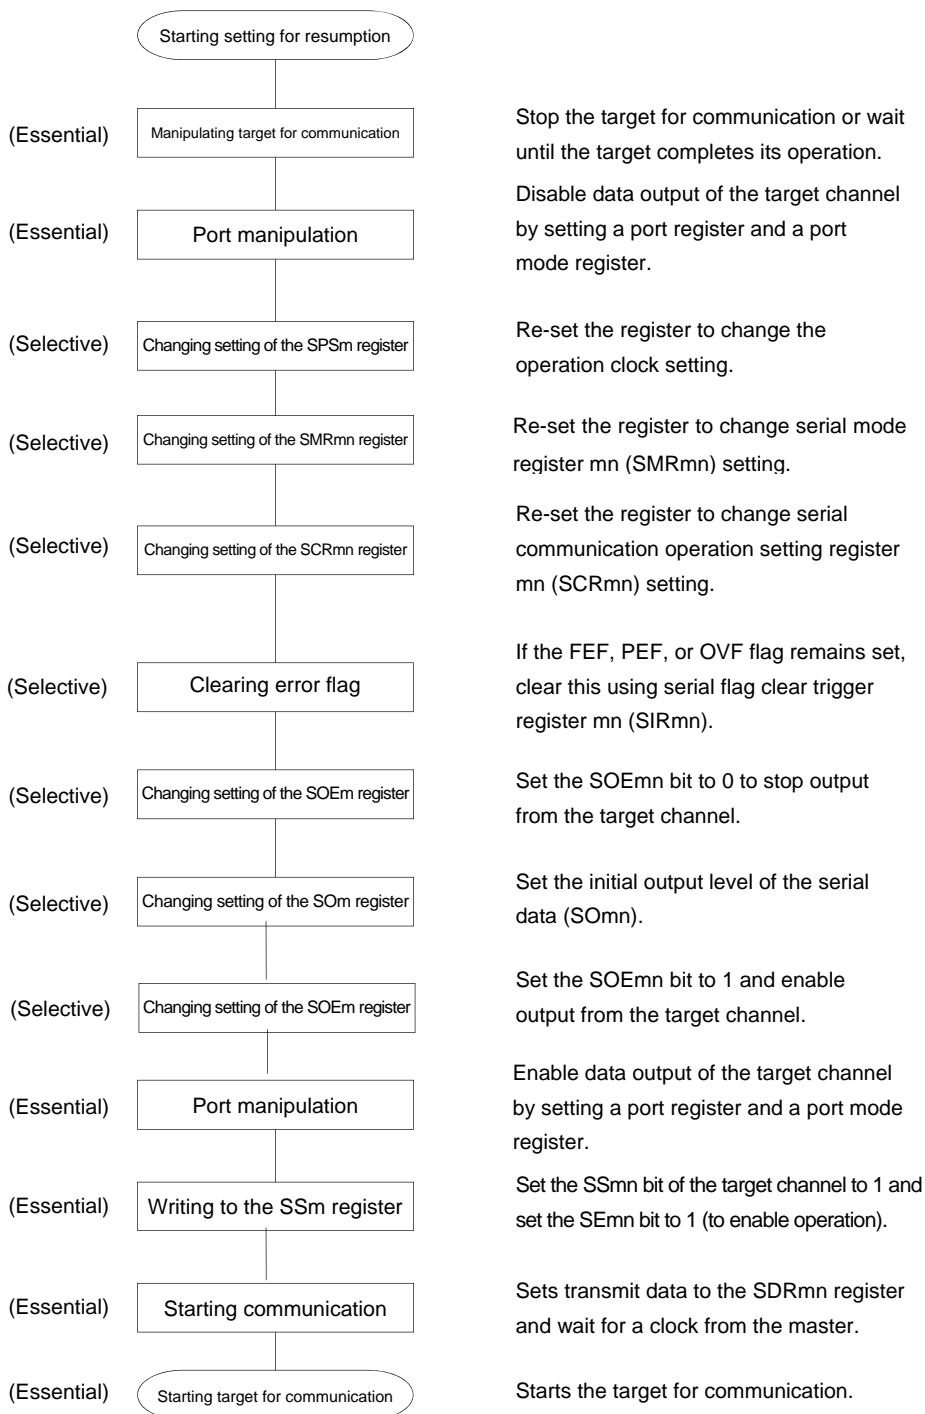 Starting setting for resumption
(Essential)
Manipulating target for communication
Stop the target for communication or wait
until the target completes its operation.
(Essential)
Port manipulation
Disable data output of the target channel
by setting a port register and a port
mode register.
(Selective)
Changing setting of the SPSm register
Re-set the register to change the
operation clock setting.
(Selective)
Changing setting of the SMRmn register
Re-set the register to change serial mode
register mn (SMRmn) setting.
(Selective)
Changing setting of the SCRmn register
Re-set the register to change serial
communication operation setting register
mn (SCRmn) setting.
(Selective)
Clearing error flag
If the FEF, PEF, or OVF flag remains set,
clear this using serial flag clear trigger
register mn (SIRmn).
(Selective)
Changing setting of the SOEm register
Set the SOEmn bit to 0 to stop output
from the target channel.
(Selective)
Changing setting of the SOm register
Set the initial output level of the serial
data (SOmn).
(Selective)
Changing setting of the SOEm register
Set the SOEmn bit to 1 and enable
output from the target channel.
(Essential)
Port manipulation
Enable data output of the target channel
by setting a port register and a port mode
register.
(Essential)
Writing to the SSm register
Set the SSmn bit of the target channel to 1 and
set the SEmn bit to 1 (to enable operation).
(Essential)
Starting communication
Sets transmit data to the SDRmn register
and wait for a clock from the master.
(Essential)
Starting target for communication
Starts the target for communication.